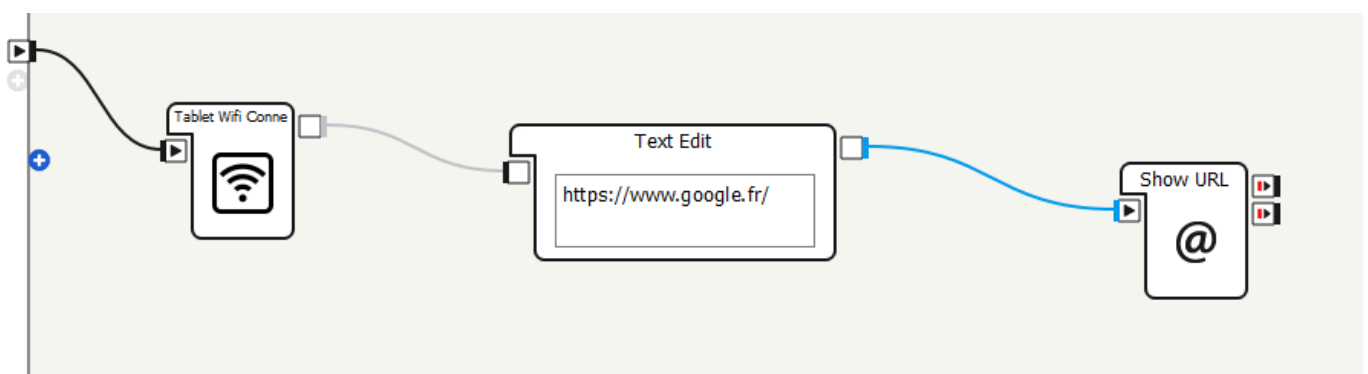 Tablet Wifi Conne
Text Edit
https://www.google.fr/
Show URL
@